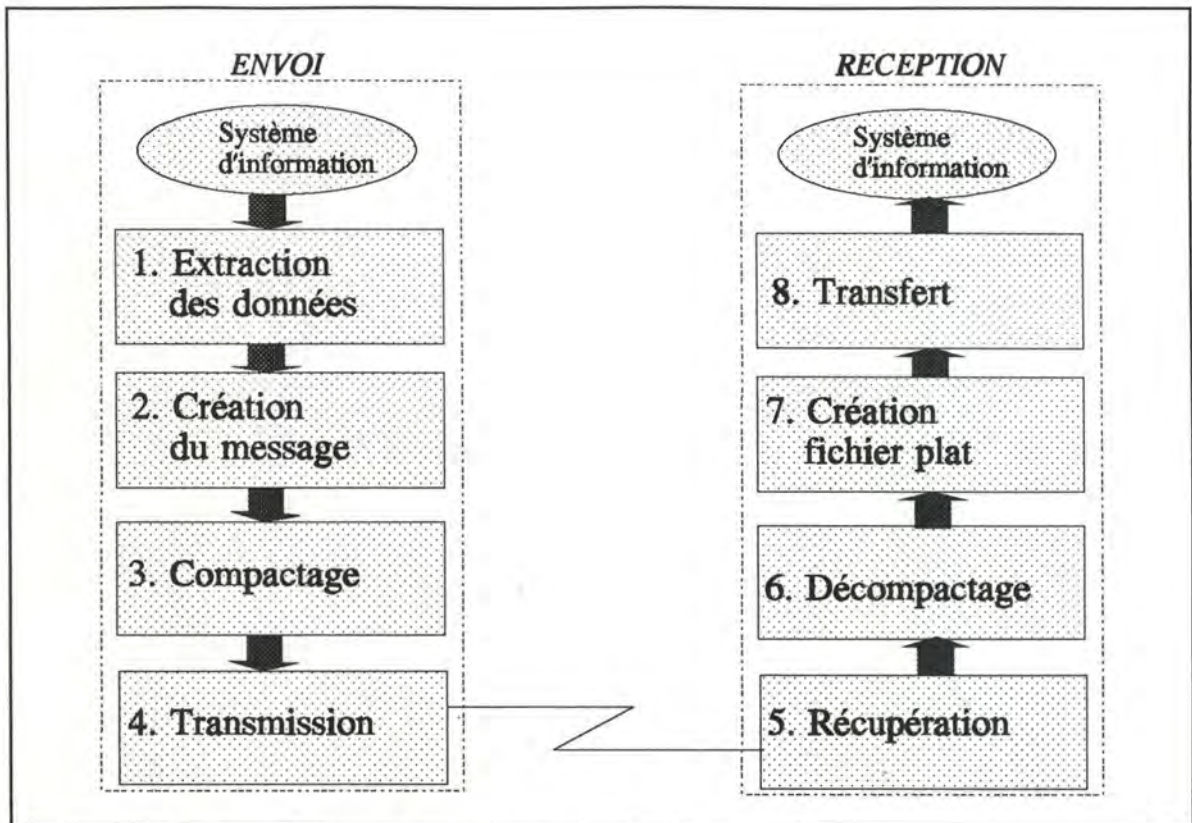 ENVOI
Système
d'information
1. Extraction
des données
2. Création
du message
3. Compactage
4. Transmission
RECEPTION
Système
d'information
8. Transfert
7. Création
fichier plat
6. Décompactage
5. Récupération